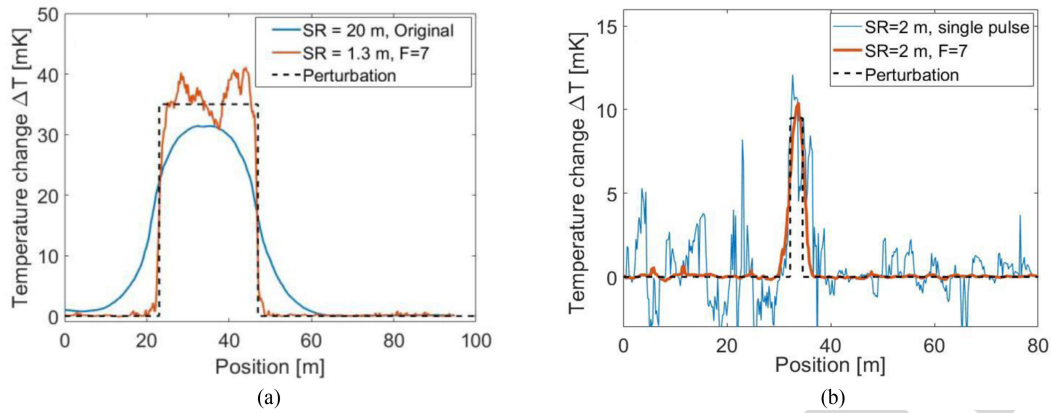 50
40
30
20
10
0
Temperature change ΔT [mK]
SR = 20 m, Original
SR = 1.3 m, F=7
Perturbation
0 20 40 60 80 100
Position [m]
(a)
15
10
5
0
Temperature change ΔT [mK]
SR=2 m, single pulse
SR=2 m, F=7
Perturbation
0 20 40 60 80
Position [m]
(b)